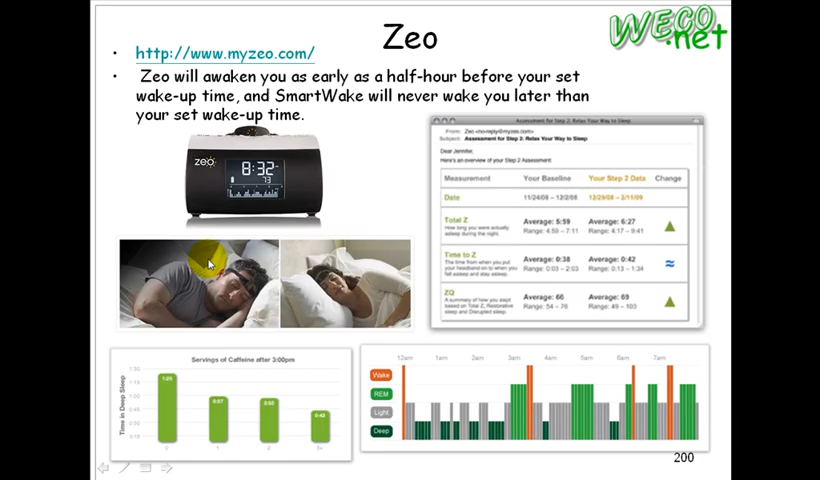 Zeo
WECO
.net
• http://www.myzeo.com/
• Zeo will awaken you as early as a half-hour before your set
wake-up time, and SmartWake will never wake you later than
your set wake-up time.
zeo
8:32
73
Assessment for Step 2: Relax Your Way to Sleep
From: Zeo <no-reply@myzeo.com>
Subject: Assessment for Step 2: Relax Your Way to Sleep
Dear Jennifer,
Here's an overview of your Step 2 Assessment:
Measurement Your Baseline Your Step 2 Data Change
Date 11/24/08 – 12/2/08 12/29/08 – 2/11/09
Total Z Average: 5:59 Average: 6:27
How long you were actually Range: 4:59 – 7:11 Range: 4:17 – 9:41
asleep during the night.
Time to Z Average: 0:38 Average: 0:42
The time from when you put Range: 0:03 – 2:03 Range: 0:13 – 1:34
your headband on to when you
fell asleep and stay asleep.
ZQ Average: 66 Average: 69
A summary of how you slept Range: 54 – 76 Range: 49 – 103
based on Total Z, Restorative
sleep and Disrupted sleep.
Servings of Caffeine after 3:00pm
Time in Deep Sleep
0 1 2
12am 1am 2am 3am 4am 5am 6am 7am
Wake
REM
Light
Deep
200